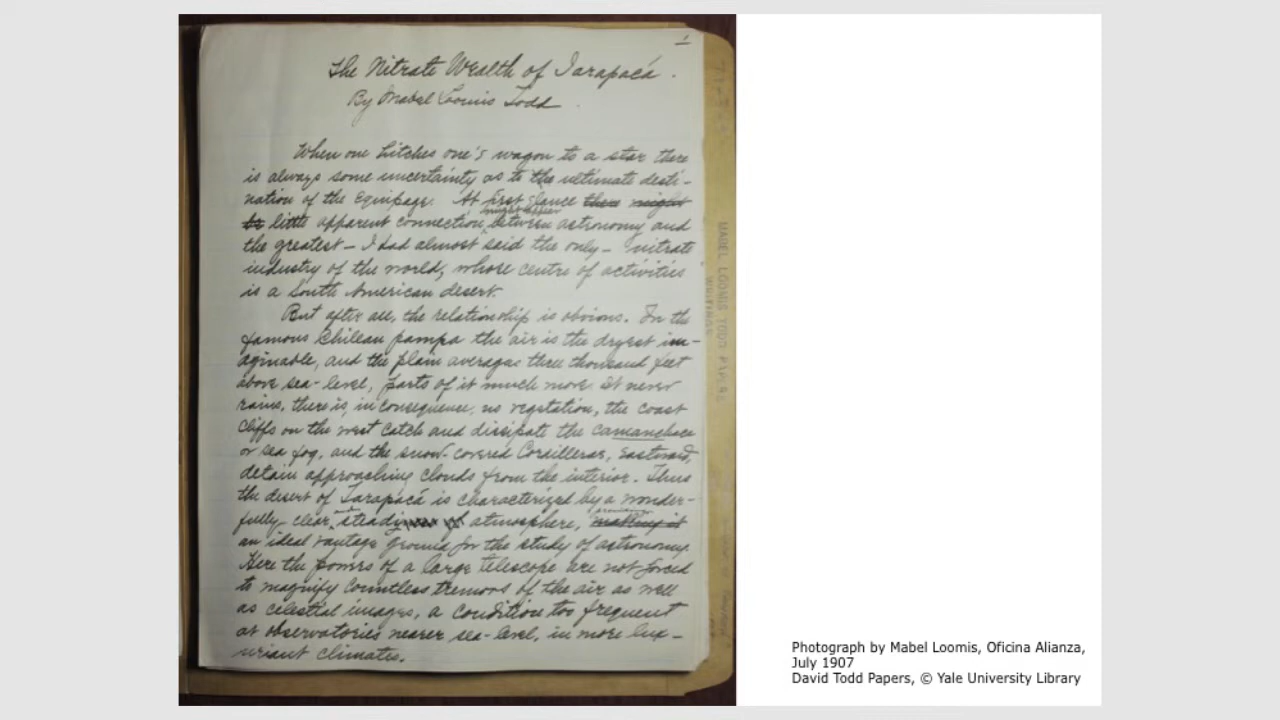 1
The Nitrate Wealth of Tarapacá.
By Mabel Loomis Todd
When one hitches one's wagon to a star there
is always some uncertainty as to the ultimate desti-
nation of the equipage. At first glance there might
be little apparent connection between astronomy and
might appear
the greatest – I had almost said the only – nitrate
industry of the world, whose centre of activities
is a South American desert.
But after all, the relationship is obvious. In the
famous Chilean pampa the air is the dryest im-
aginable, and the plain averages three thousand feet
above sea-level, parts of it much more. It never
rains, there is, in consequence, no vegetation, the coast
cliffs on the west catch and dissipate the camanchaca
or sea fog, and the snow-covered Cordilleras, eastward,
detain approaching clouds from the interior. Thus
the desert of Tarapacá is characterized by a wonder-
fully clear, and steady atmosphere, making it
an ideal vantage ground for the study of astronomy.
Here the powers of a large telescope are not forced
to magnify countless tremors of the air as well
as celestial images, a condition too frequent
at observatories nearer sea-level, in more lux-
uriant climates.
MABEL LOOMIS TODD PAPERS
WRITINGS
Photograph by Mabel Loomis, Oficina Alianza,
July 1907
David Todd Papers, © Yale University Library